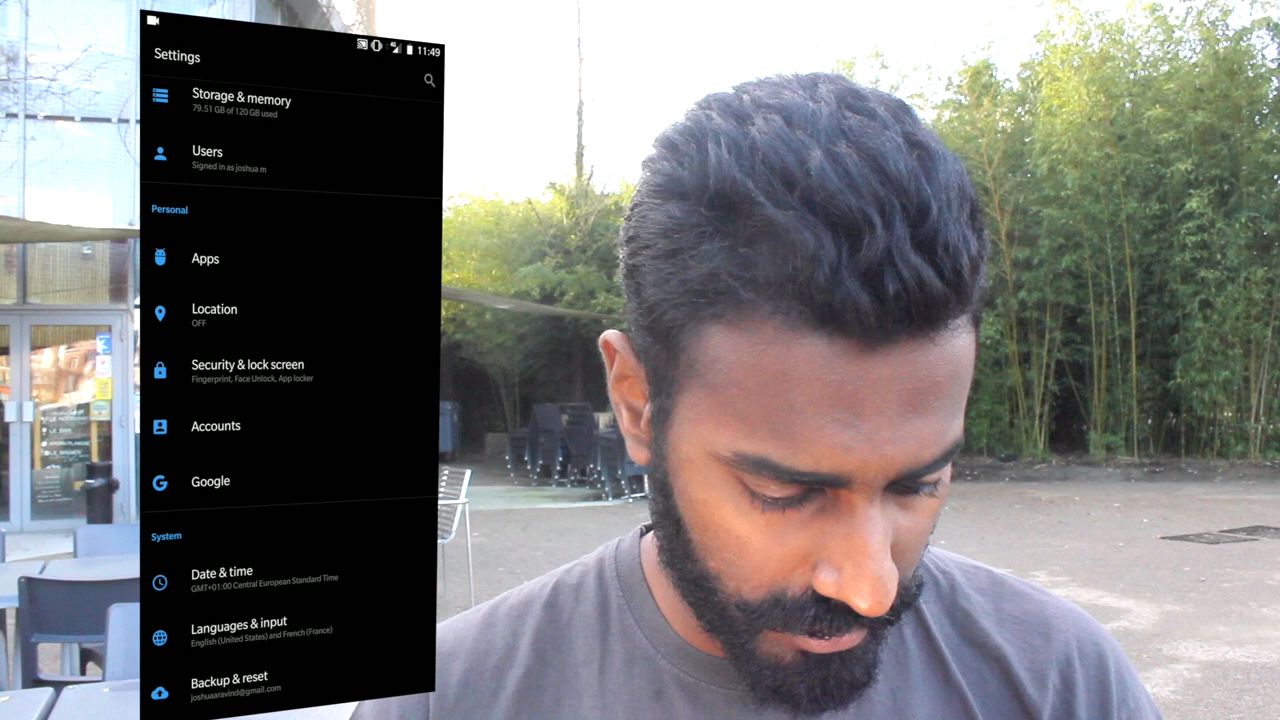 11:49
Settings
Storage & memory
79.51 GB of 120 GB used
Users
Signed in as joshua m
Personal
Apps
Location
OFF
Security & lock screen
Fingerprint, Face Unlock, App locker
Accounts
Google
System
Date & time
GMT+01:00 Central European Standard Time
Languages & input
English (United States) and French (France)
Backup & reset
joshuaaravind@gmail.com